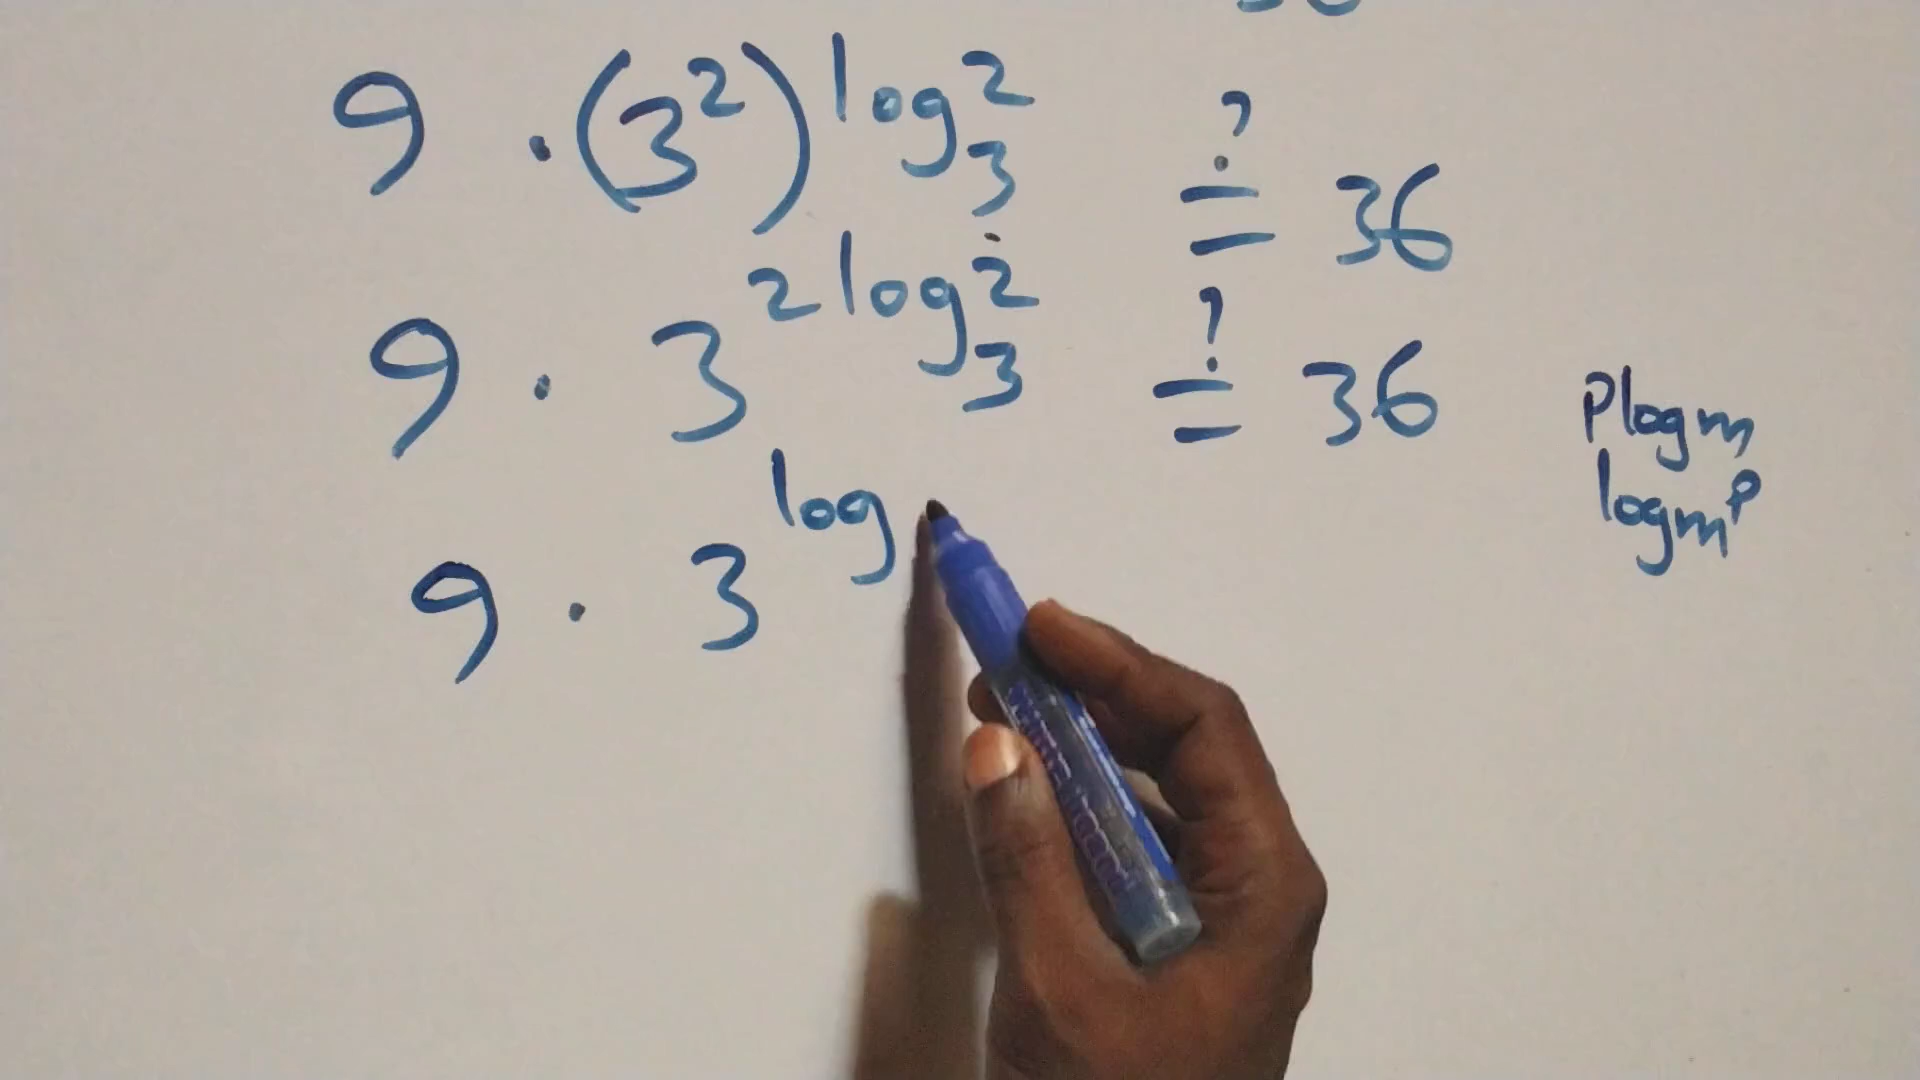 9 · (3²)^log₃2 ≟ 36
9 · 3^2log₃2 ≟ 36
9 · 3^log
Plogm
logm^P